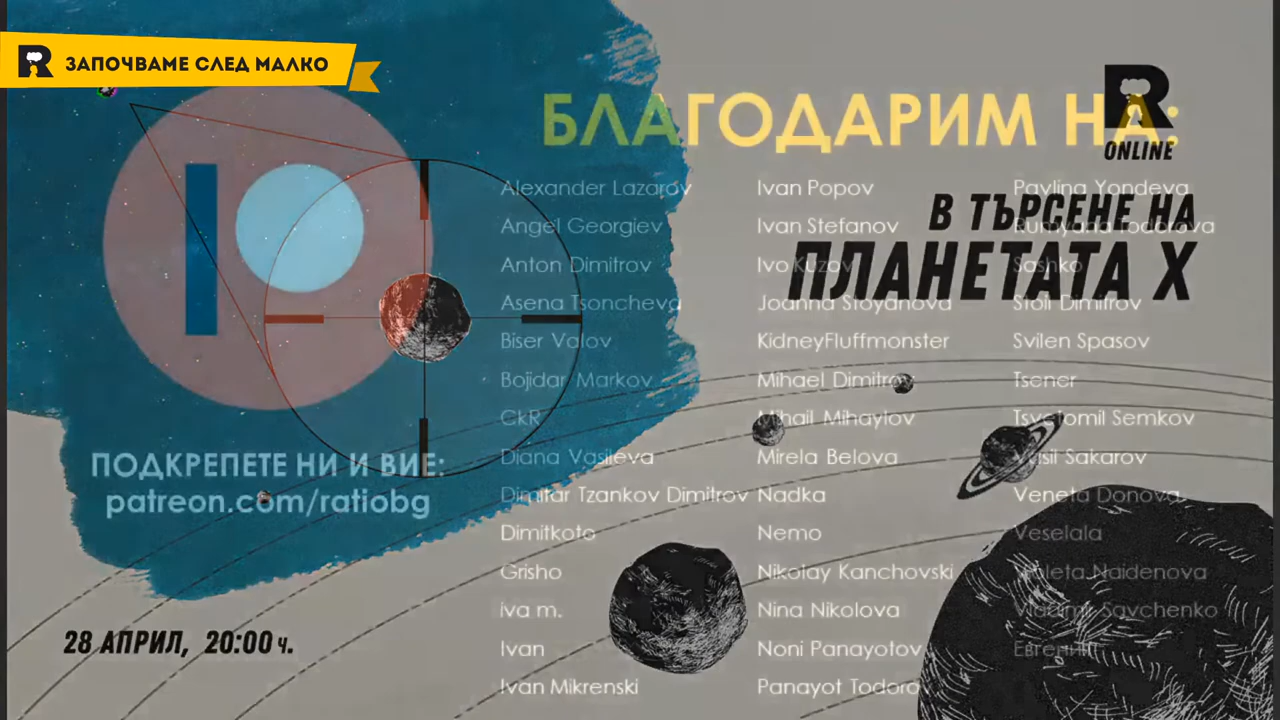 ЗАПОЧВАМЕ СЛЕД МАЛКО
БЛАГОДАРИМ НА:
R
ONLINE
В ТЪРСЕНЕ НА
ПЛАНЕТАТА X
Alexander Lazarov
Angel Georgiev
Anton Dimitrov
Asena Tsoncheva
Biser Valov
Bojidar Markov
CkR
Diana Vasileva
Dimitar Tzankov Dimitrov
Dimitkoto
Grisho
iva m.
Ivan
Ivan Mikrenski
Ivan Popov
Ivan Stefanov
Ivo Kuzov
Joanna Stoyanova
KidneyFluffmonster
Mihael Dimitrov
Mihail Mihaylov
Mirela Belova
Nadka
Nemo
Nikolay Kanchovski
Nina Nikolova
Noni Panayotov
Panayot Todorov
Pavlina Yondeva
Rumyana Todorova
Sashko
Stoil Dimitrov
Svilen Spasov
Tsener
Tsvetomil Semkov
Vasil Sakarov
Veneta Donova
Veselala
Violeta Naidenova
Vladimir Savchenko
Евгений
ПОДКРЕПЕТЕ НИ И ВИЕ:
patreon.com/ratiobg
28 АПРИЛ, 20:00 ч.